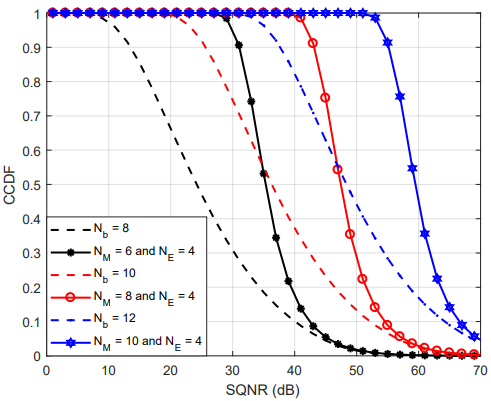 1
0.9
0.8
0.7
0.6
0.5
0.4
0.3
0.2
0.1
0
CCDF
N_b = 8
N_M = 6 and N_E = 4
N_b = 10
N_M = 8 and N_E = 4
N_b = 12
N_M = 10 and N_E = 4
0 10 20 30 40 50 60 70
SQNR (dB)